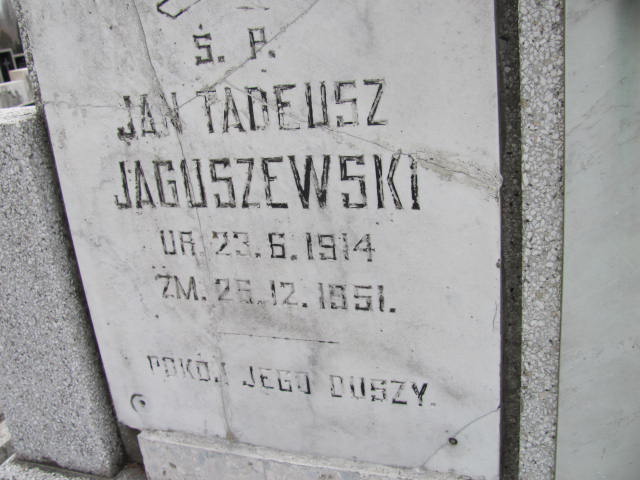 Ś. P.
JAN TADEUSZ
JAGUSZEWSKI
UR. 23.6.1914
ZM. 25.12.1951.
POKÓJ JEGO DUSZY.